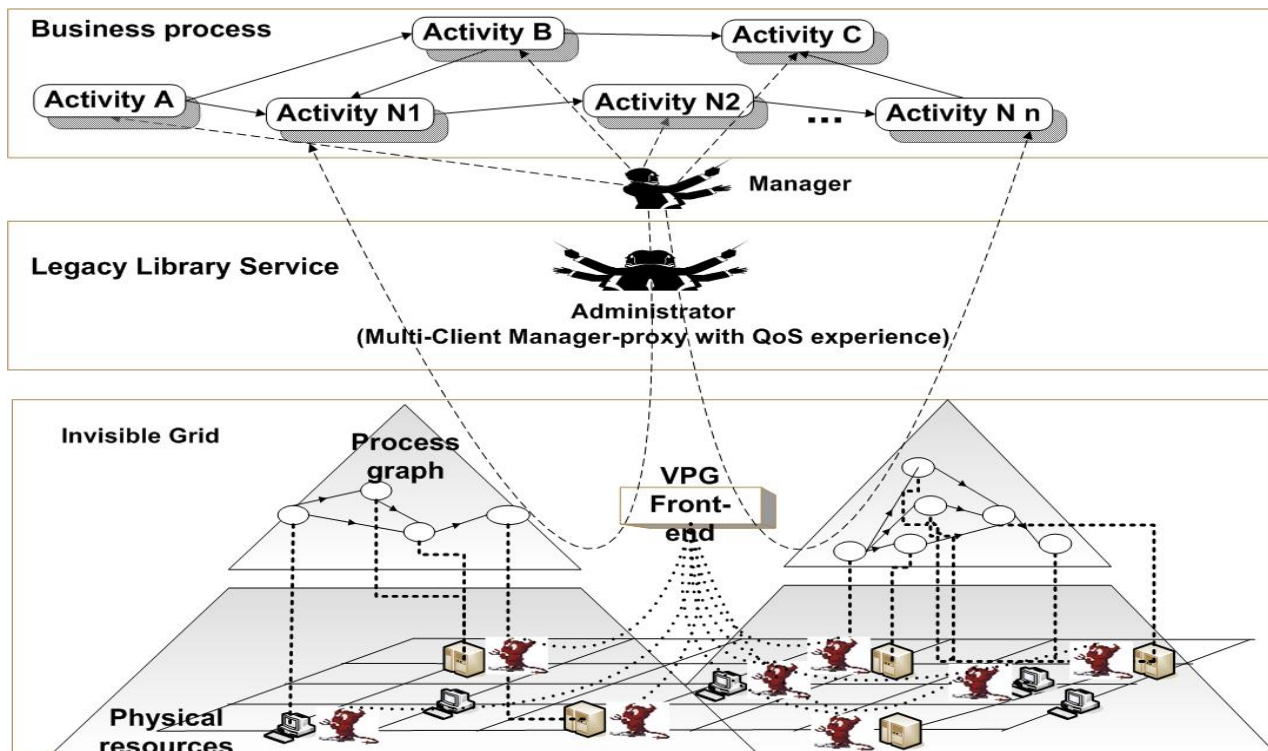 Business process
Activity B
Activity C
Activity A
Activity N1
Activity N2
...
Activity N n
Manager
Legacy Library Service
Administrator
(Multi-Client Manager-proxy with QoS experience)
Invisible Grid
Process
graph
VPG
Front-
end
Physical
resources